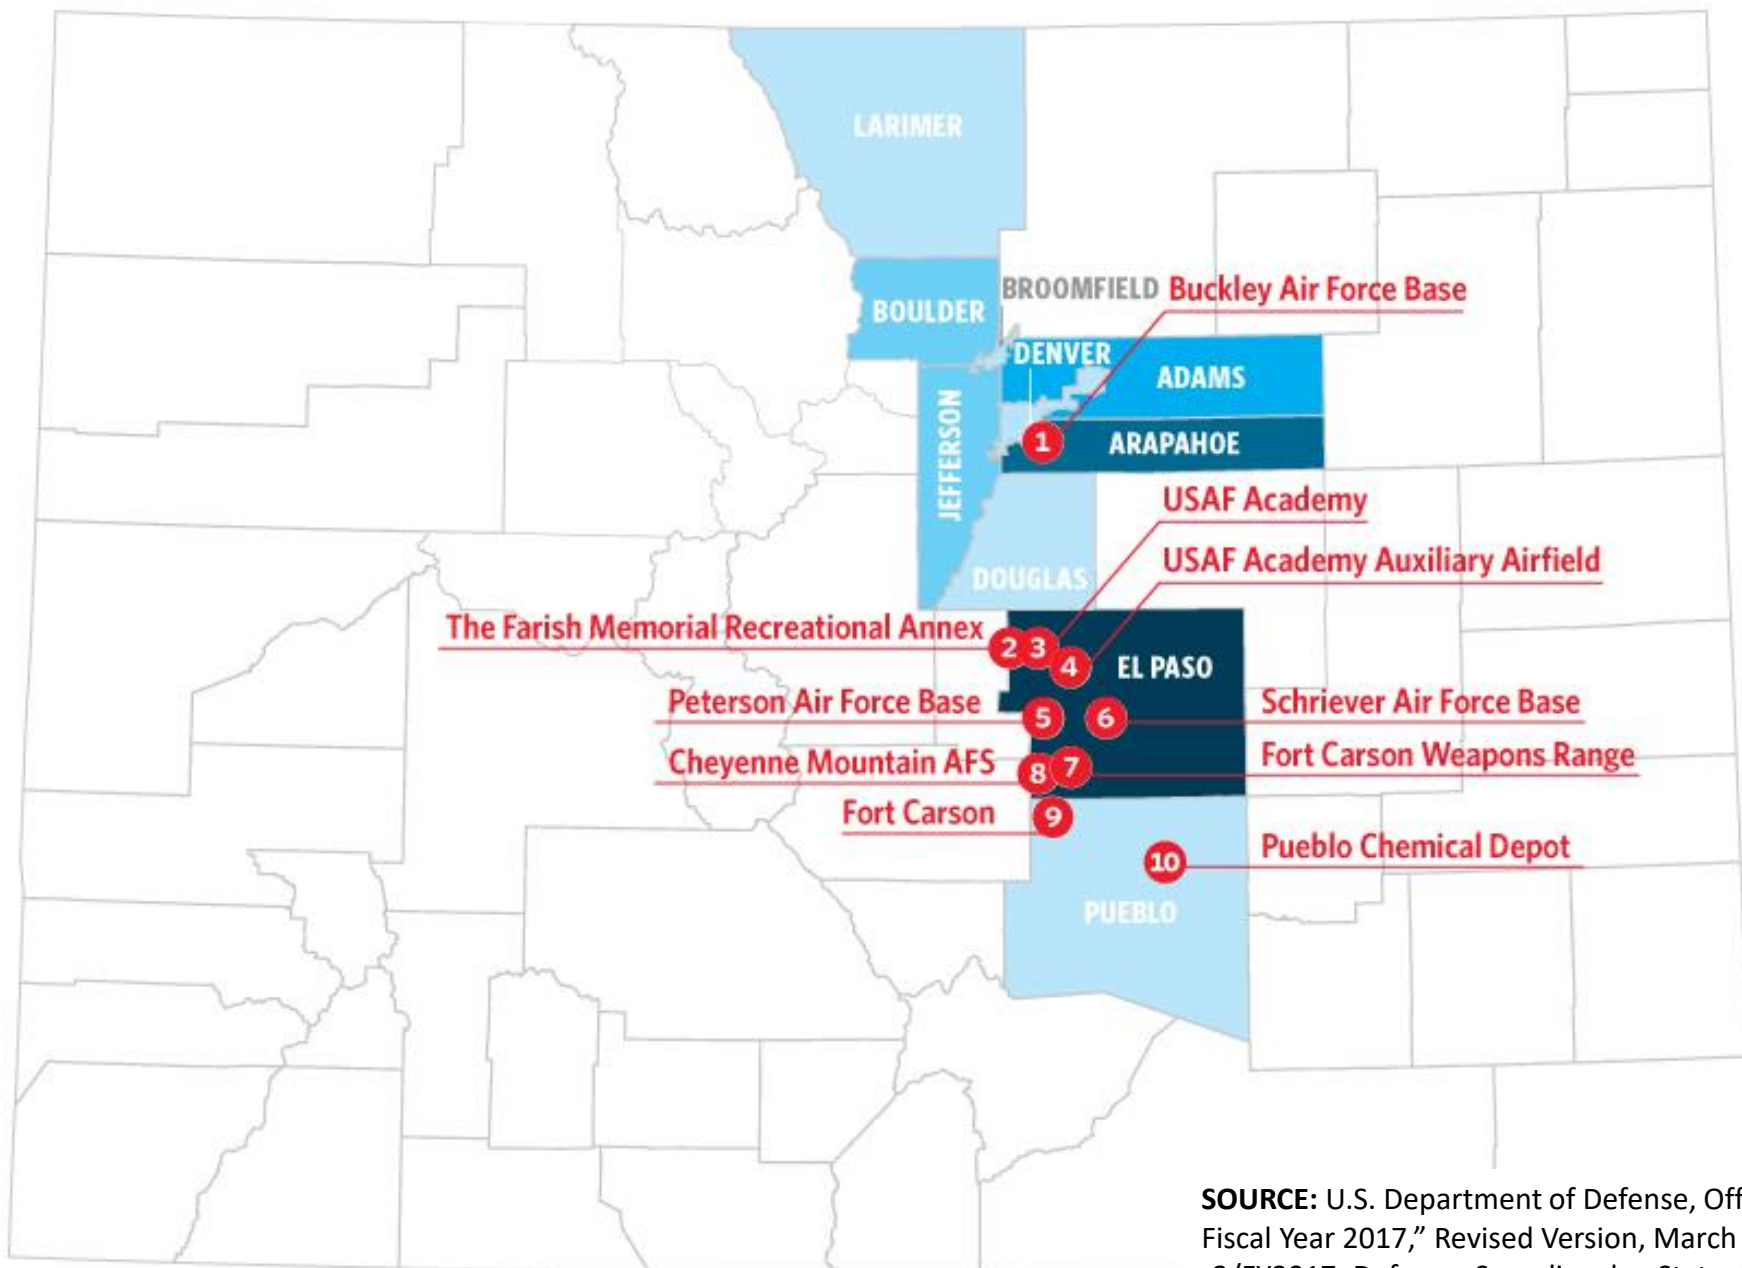 LARIMER
BROOMFIELD
Buckley Air Force Base
BOULDER
DENVER
ADAMS
JEFFERSON
1
ARAPAHOE
USAF Academy
USAF Academy Auxiliary Airfield
DOUGLAS
The Farish Memorial Recreational Annex
2
3
4
EL PASO
Peterson Air Force Base
5
6
Schriever Air Force Base
Cheyenne Mountain AFS
8
7
Fort Carson Weapons Range
Fort Carson
9
10
Pueblo Chemical Depot
PUEBLO
SOURCE: U.S. Department of Defense, Off
Fiscal Year 2017,” Revised Version, March